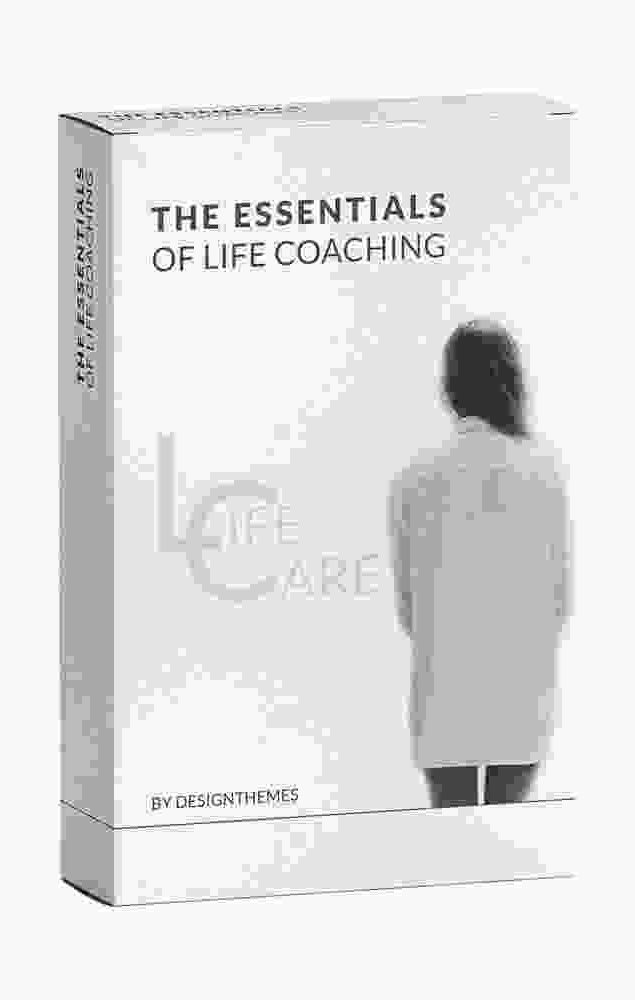 THE ESSENTIALS
OF LIFE COACHING
THE ESSENTIALS
OF LIFE COACHING
LIFE
CARE
BY DESIGNTHEMES